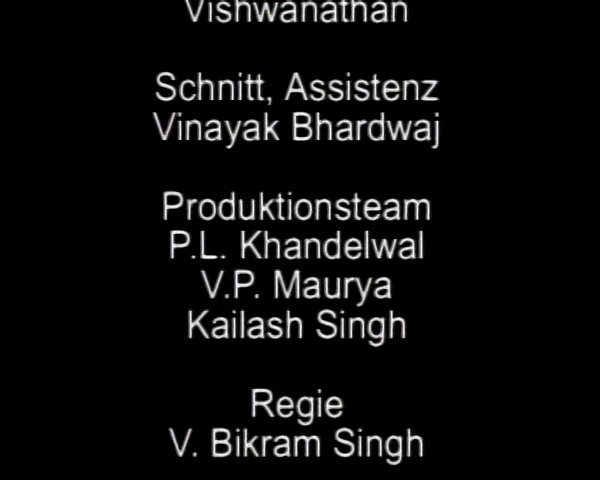 Vishwanathan
Schnitt, Assistenz
Vinayak Bhardwaj
Produktionsteam
P.L. Khandelwal
V.P. Maurya
Kailash Singh
Regie
V. Bikram Singh